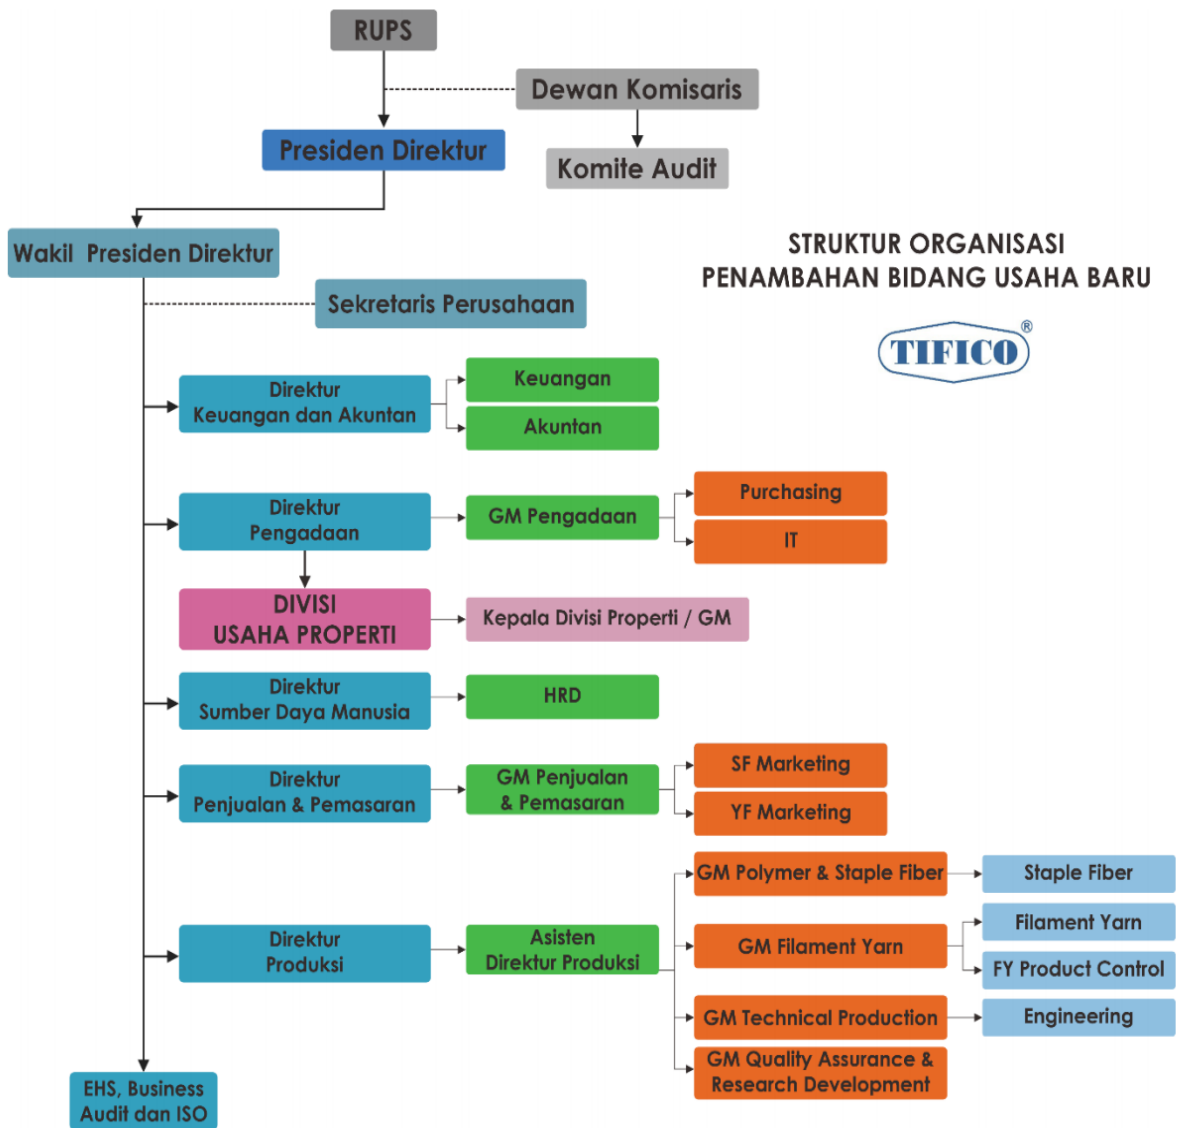 RUPS
Dewan Komisaris
Presiden Direktur
Komite Audit
Wakil Presiden Direktur
STRUKTUR ORGANISASI
PENAMBAHAN BIDANG USAHA BARU
Sekretaris Perusahaan
TIFICO®
Direktur
Keuangan dan Akuntan
Keuangan
Akuntan
Direktur
Pengadaan
GM Pengadaan
Purchasing
IT
DIVISI
USAHA PROPERTI
Kepala Divisi Properti / GM
Direktur
Sumber Daya Manusia
HRD
Direktur
Penjualan & Pemasaran
GM Penjualan
& Pemasaran
SF Marketing
YF Marketing
Direktur
Produksi
Asisten
Direktur Produksi
GM Polymer & Staple Fiber
Staple Fiber
GM Filament Yarn
Filament Yarn
FY Product Control
GM Technical Production
Engineering
GM Quality Assurance &
Research Development
EHS, Business
Audit dan ISO